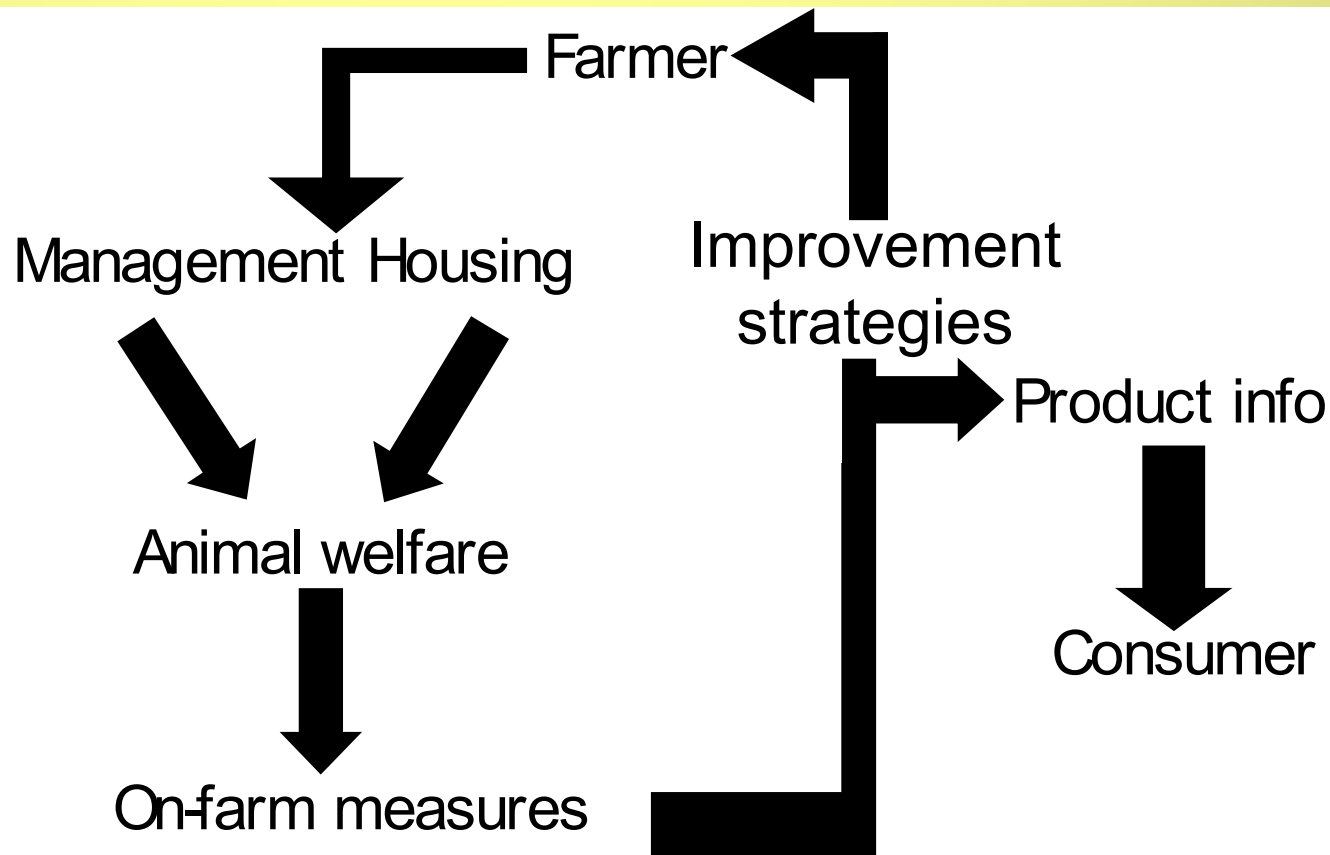 Farmer
Management Housing
Improvement
strategies
Product info
Animal welfare
Consumer
On-farm measures